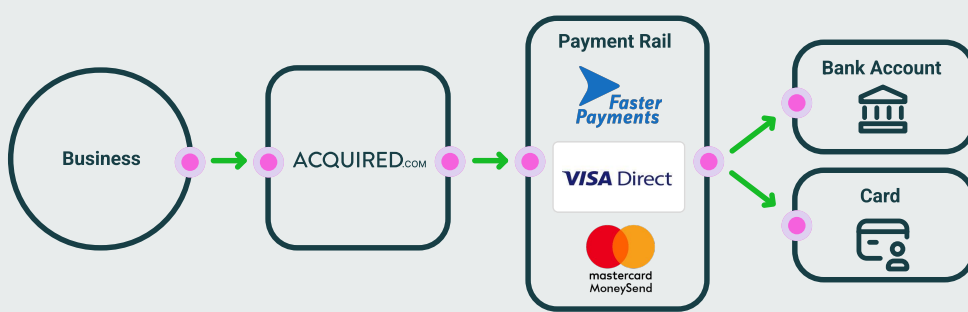 Business
ACQUIRED.COM
Payment Rail
Faster
Payments
VISA Direct
mastercard
MoneySend
Bank Account
Card